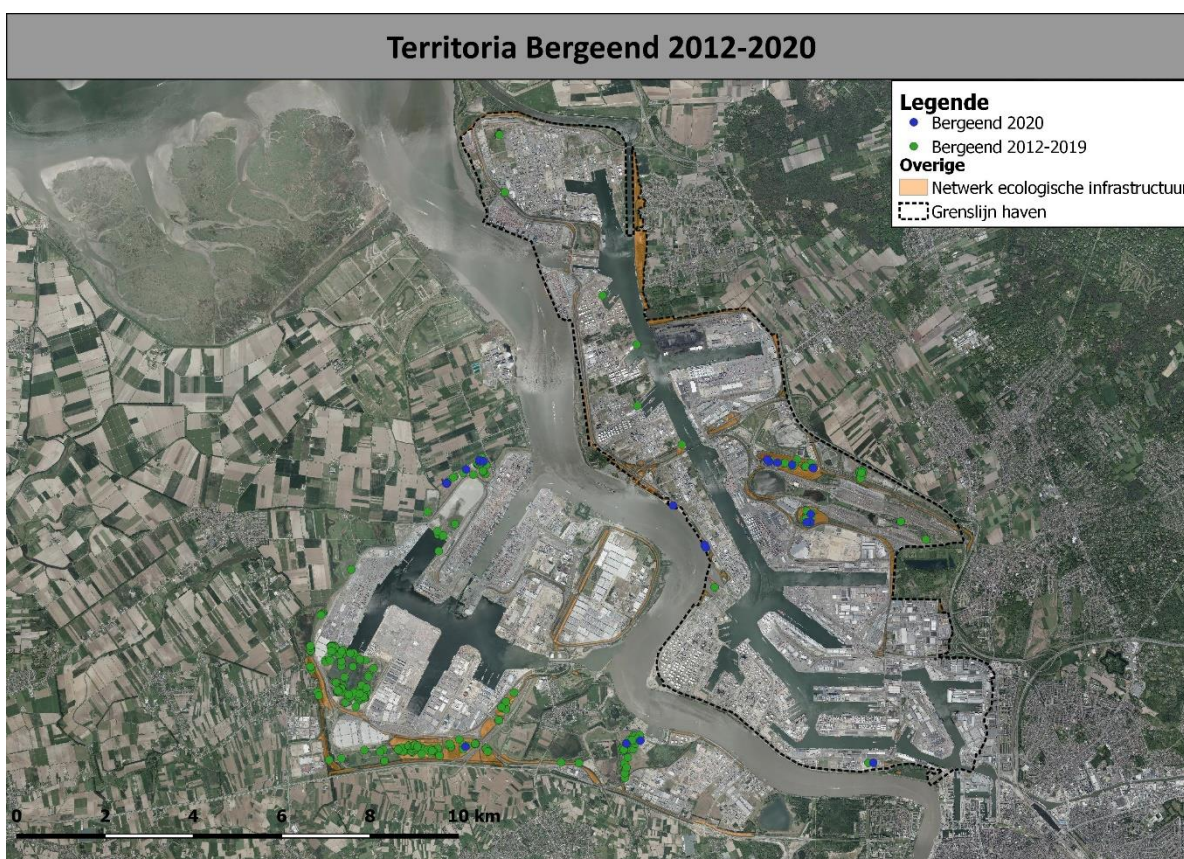 Territoria Bergeend 2012-2020
Legende
Bergeend 2020
Bergeend 2012-2019
Overige
Netwerk ecologische infrastructuur
Grenslijn haven
0 2 4 6 8 10 km